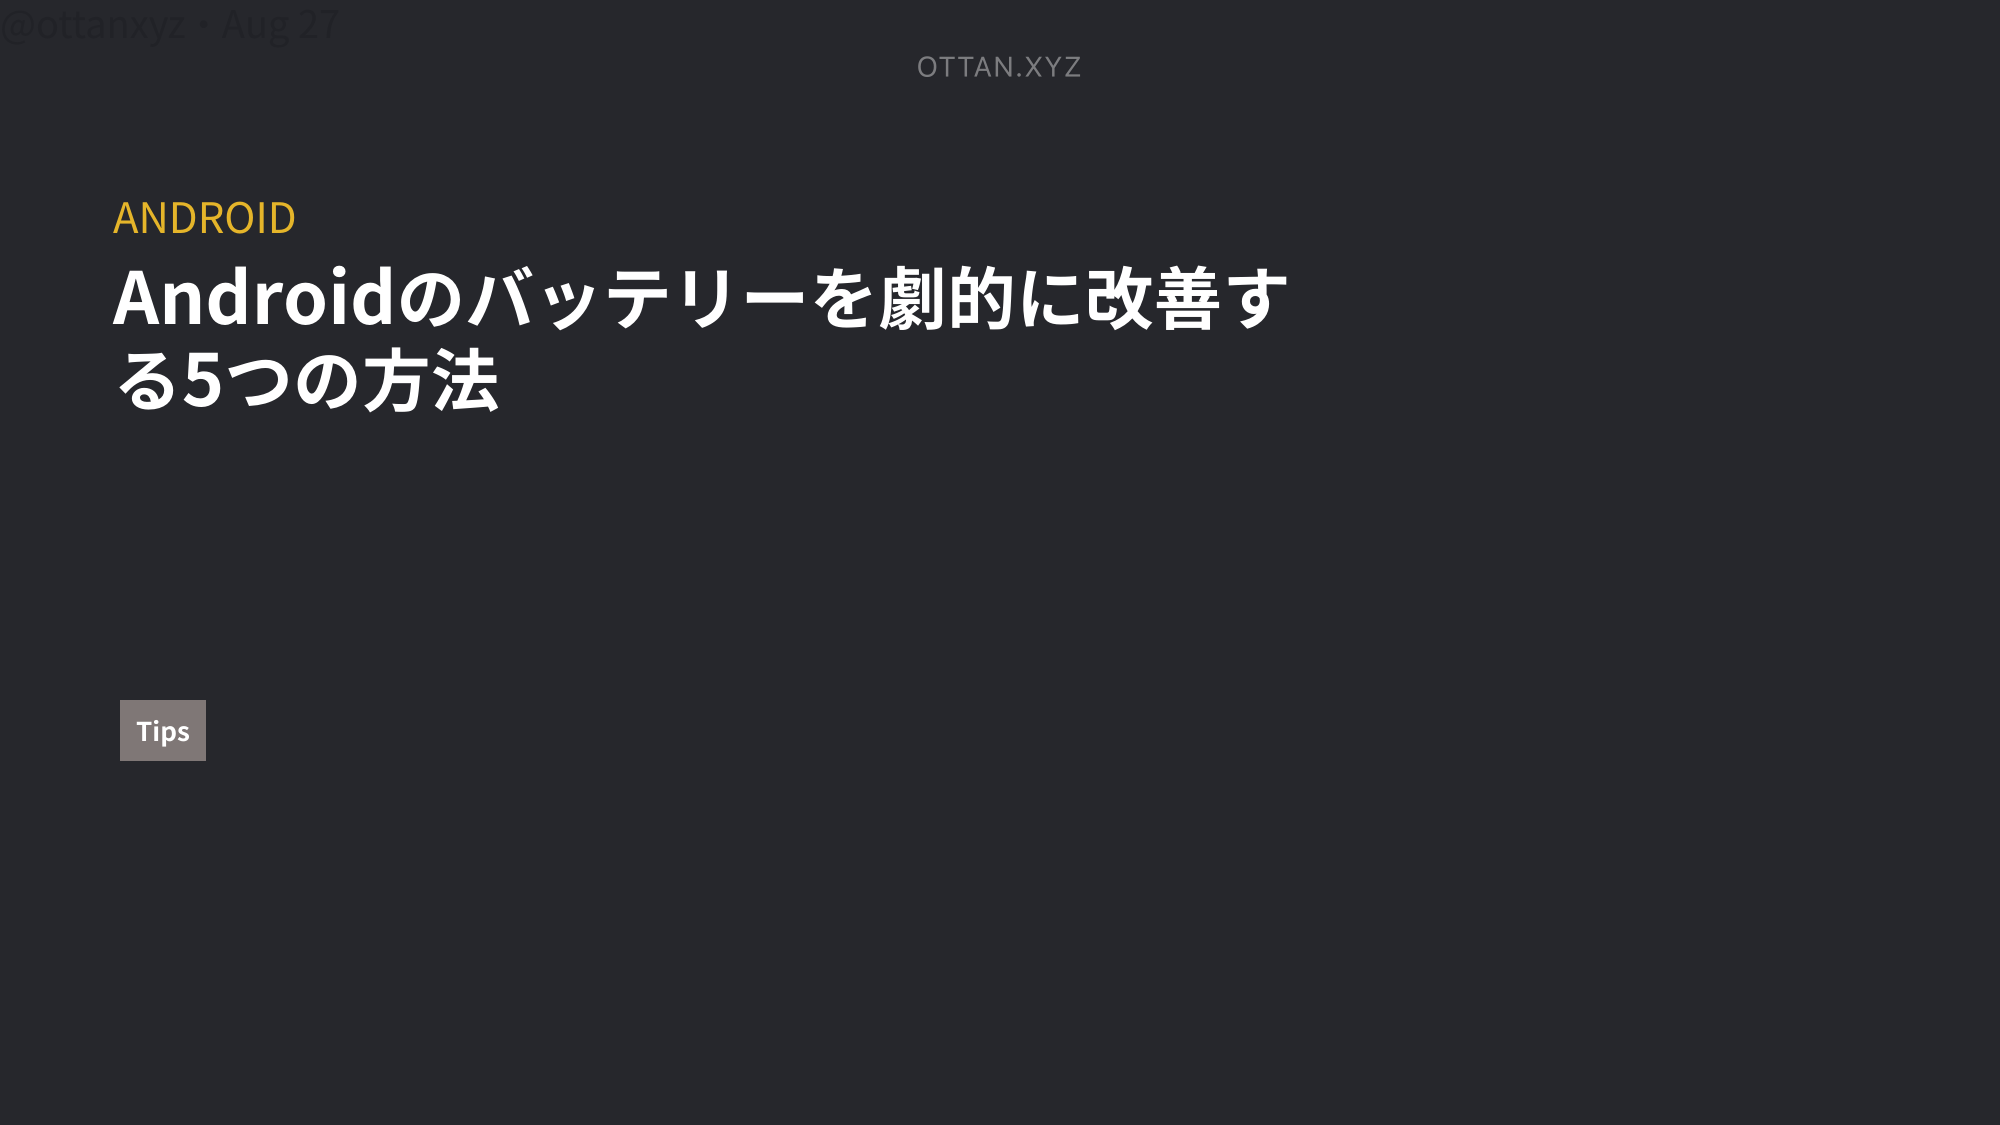 @ottanxyz・Aug 27
OTTAN.XYZ
ANDROID
Androidのバッテリーを劇的に改善す
る5つの方法
Tips